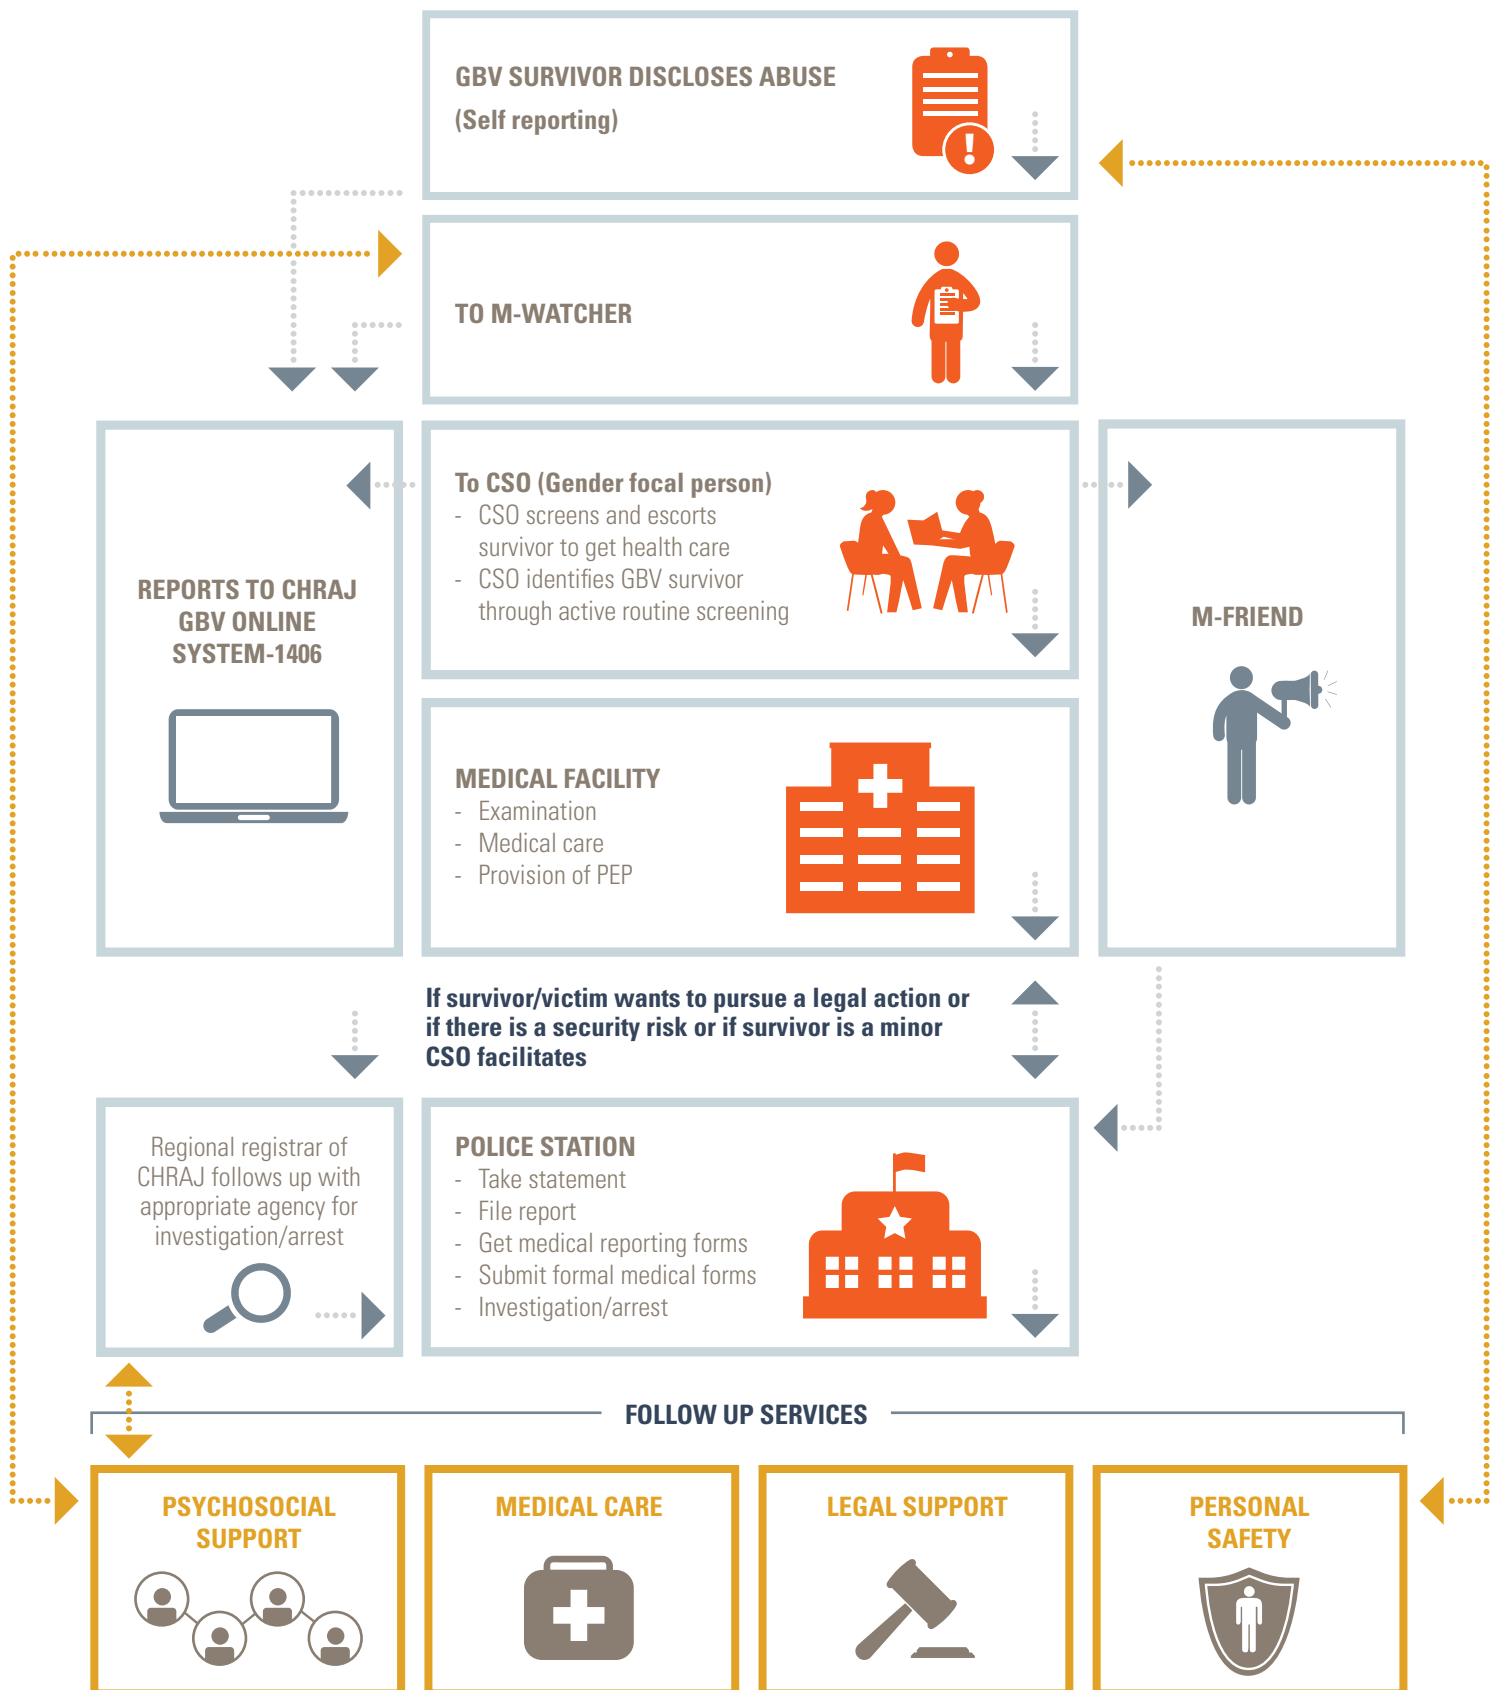 GBV SURVIVOR DISCLOSES ABUSE
(Self reporting)
TO M-WATCHER
REPORTS TO CHRAJ
GBV ONLINE
SYSTEM-1406
To CSO (Gender focal person)
- CSO screens and escorts
survivor to get health care
- CSO identifies GBV survivor
through active routine screening
M-FRIEND
MEDICAL FACILITY
- Examination
- Medical care
- Provision of PEP
If survivor/victim wants to pursue a legal action or
if there is a security risk or if survivor is a minor
CSO facilitates
Regional registrar of
CHRAJ follows up with
appropriate agency for
investigation/arrest
POLICE STATION
- Take statement
- File report
- Get medical reporting forms
- Submit formal medical forms
- Investigation/arrest
FOLLOW UP SERVICES
PSYCHOSOCIAL
SUPPORT
MEDICAL CARE
LEGAL SUPPORT
PERSONAL
SAFETY